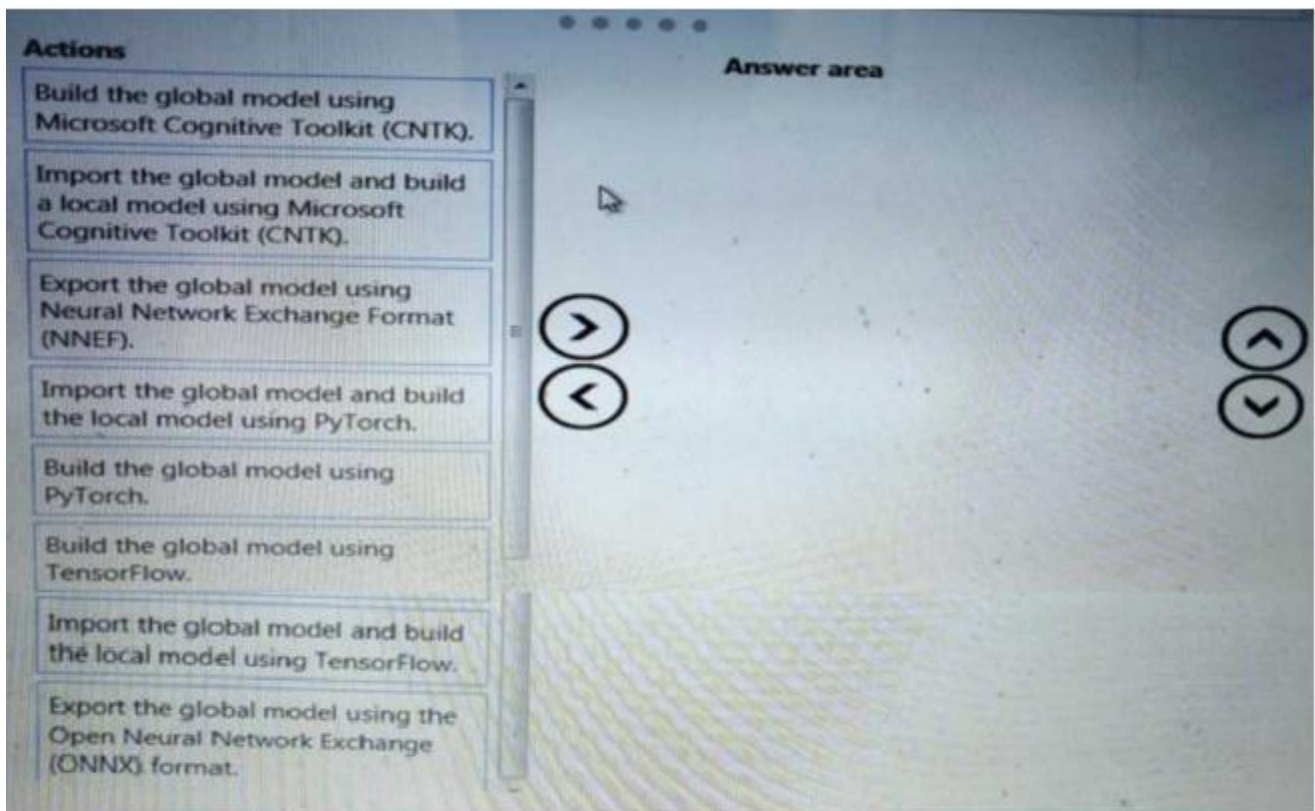 Actions
Build the global model using
Microsoft Cognitive Toolkit (CNTK).
Import the global model and build
a local model using Microsoft
Cognitive Toolkit (CNTK).
Export the global model using
Neural Network Exchange Format
(NNEF).
Import the global model and build
the local model using PyTorch.
Build the global model using
PyTorch.
Build the global model using
TensorFlow.
Import the global model and build
the local model using TensorFlow.
Export the global model using the
Open Neural Network Exchange
(ONNX) format.
Answer area